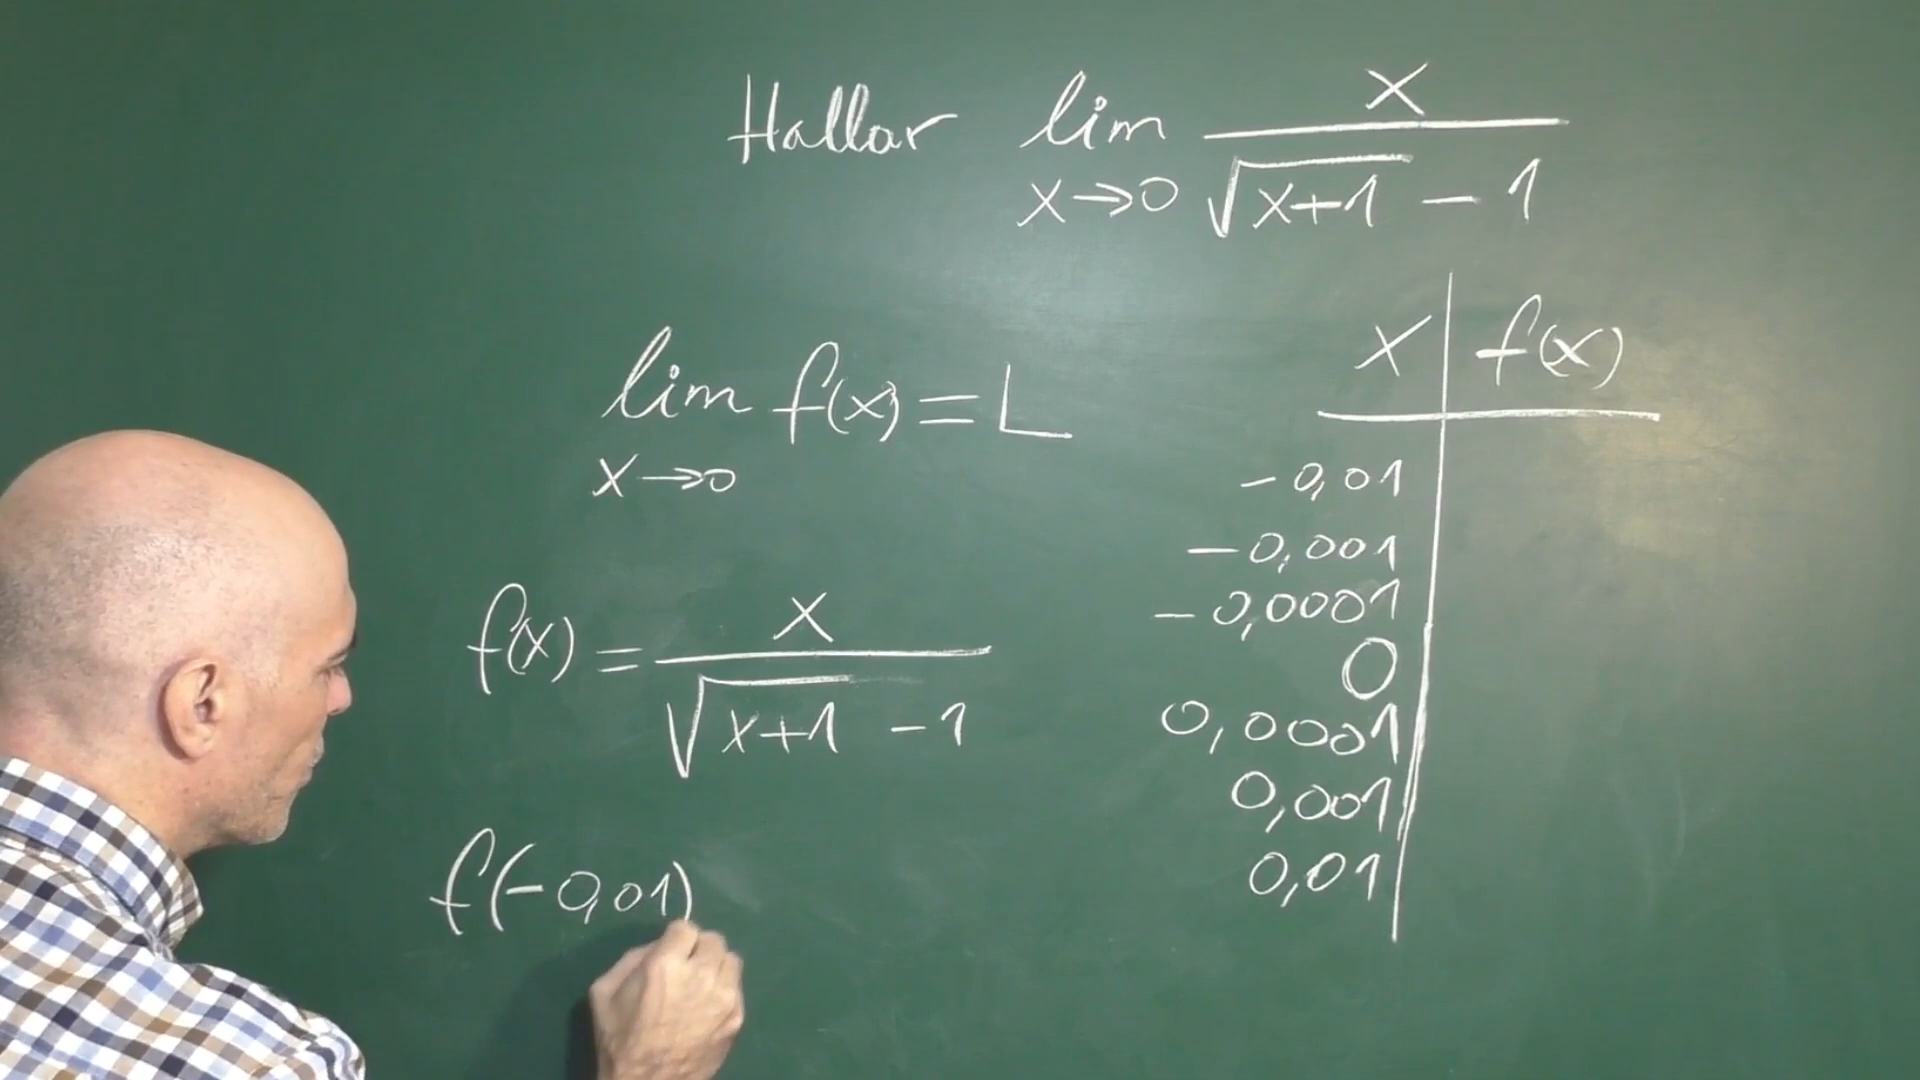 Hallar lim x→0 x / √(x+1) - 1
lim x→0 f(x) = L
f(x) = x / √(x+1) - 1
f(-0,01)
x | f(x)
-0,01
-0,001
-0,0001
0
0,0001
0,001
0,01